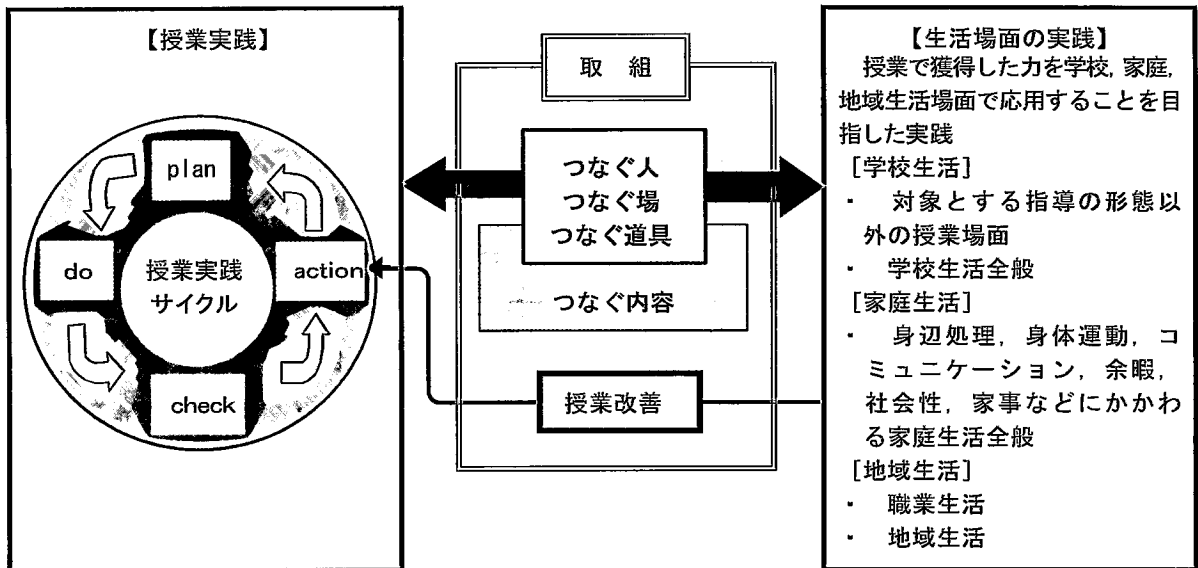 【授業実践】
plan
do
授業実践
サイクル
action
check
取　組
つなぐ人
つなぐ場
つなぐ道具
つなぐ内容
授業改善
【生活場面の実践】
授業で獲得した力を学校，家庭，
地域生活場面で応用することを目
指した実践
［学校生活］
・　対象とする指導の形態以
外の授業場面
・　学校生活全般
［家庭生活］
・　身辺処理，身体運動，コ
ミュニケーション，余暇，
社会性，家事などにかかわ
る家庭生活全般
［地域生活］
・　職業生活
・　地域生活